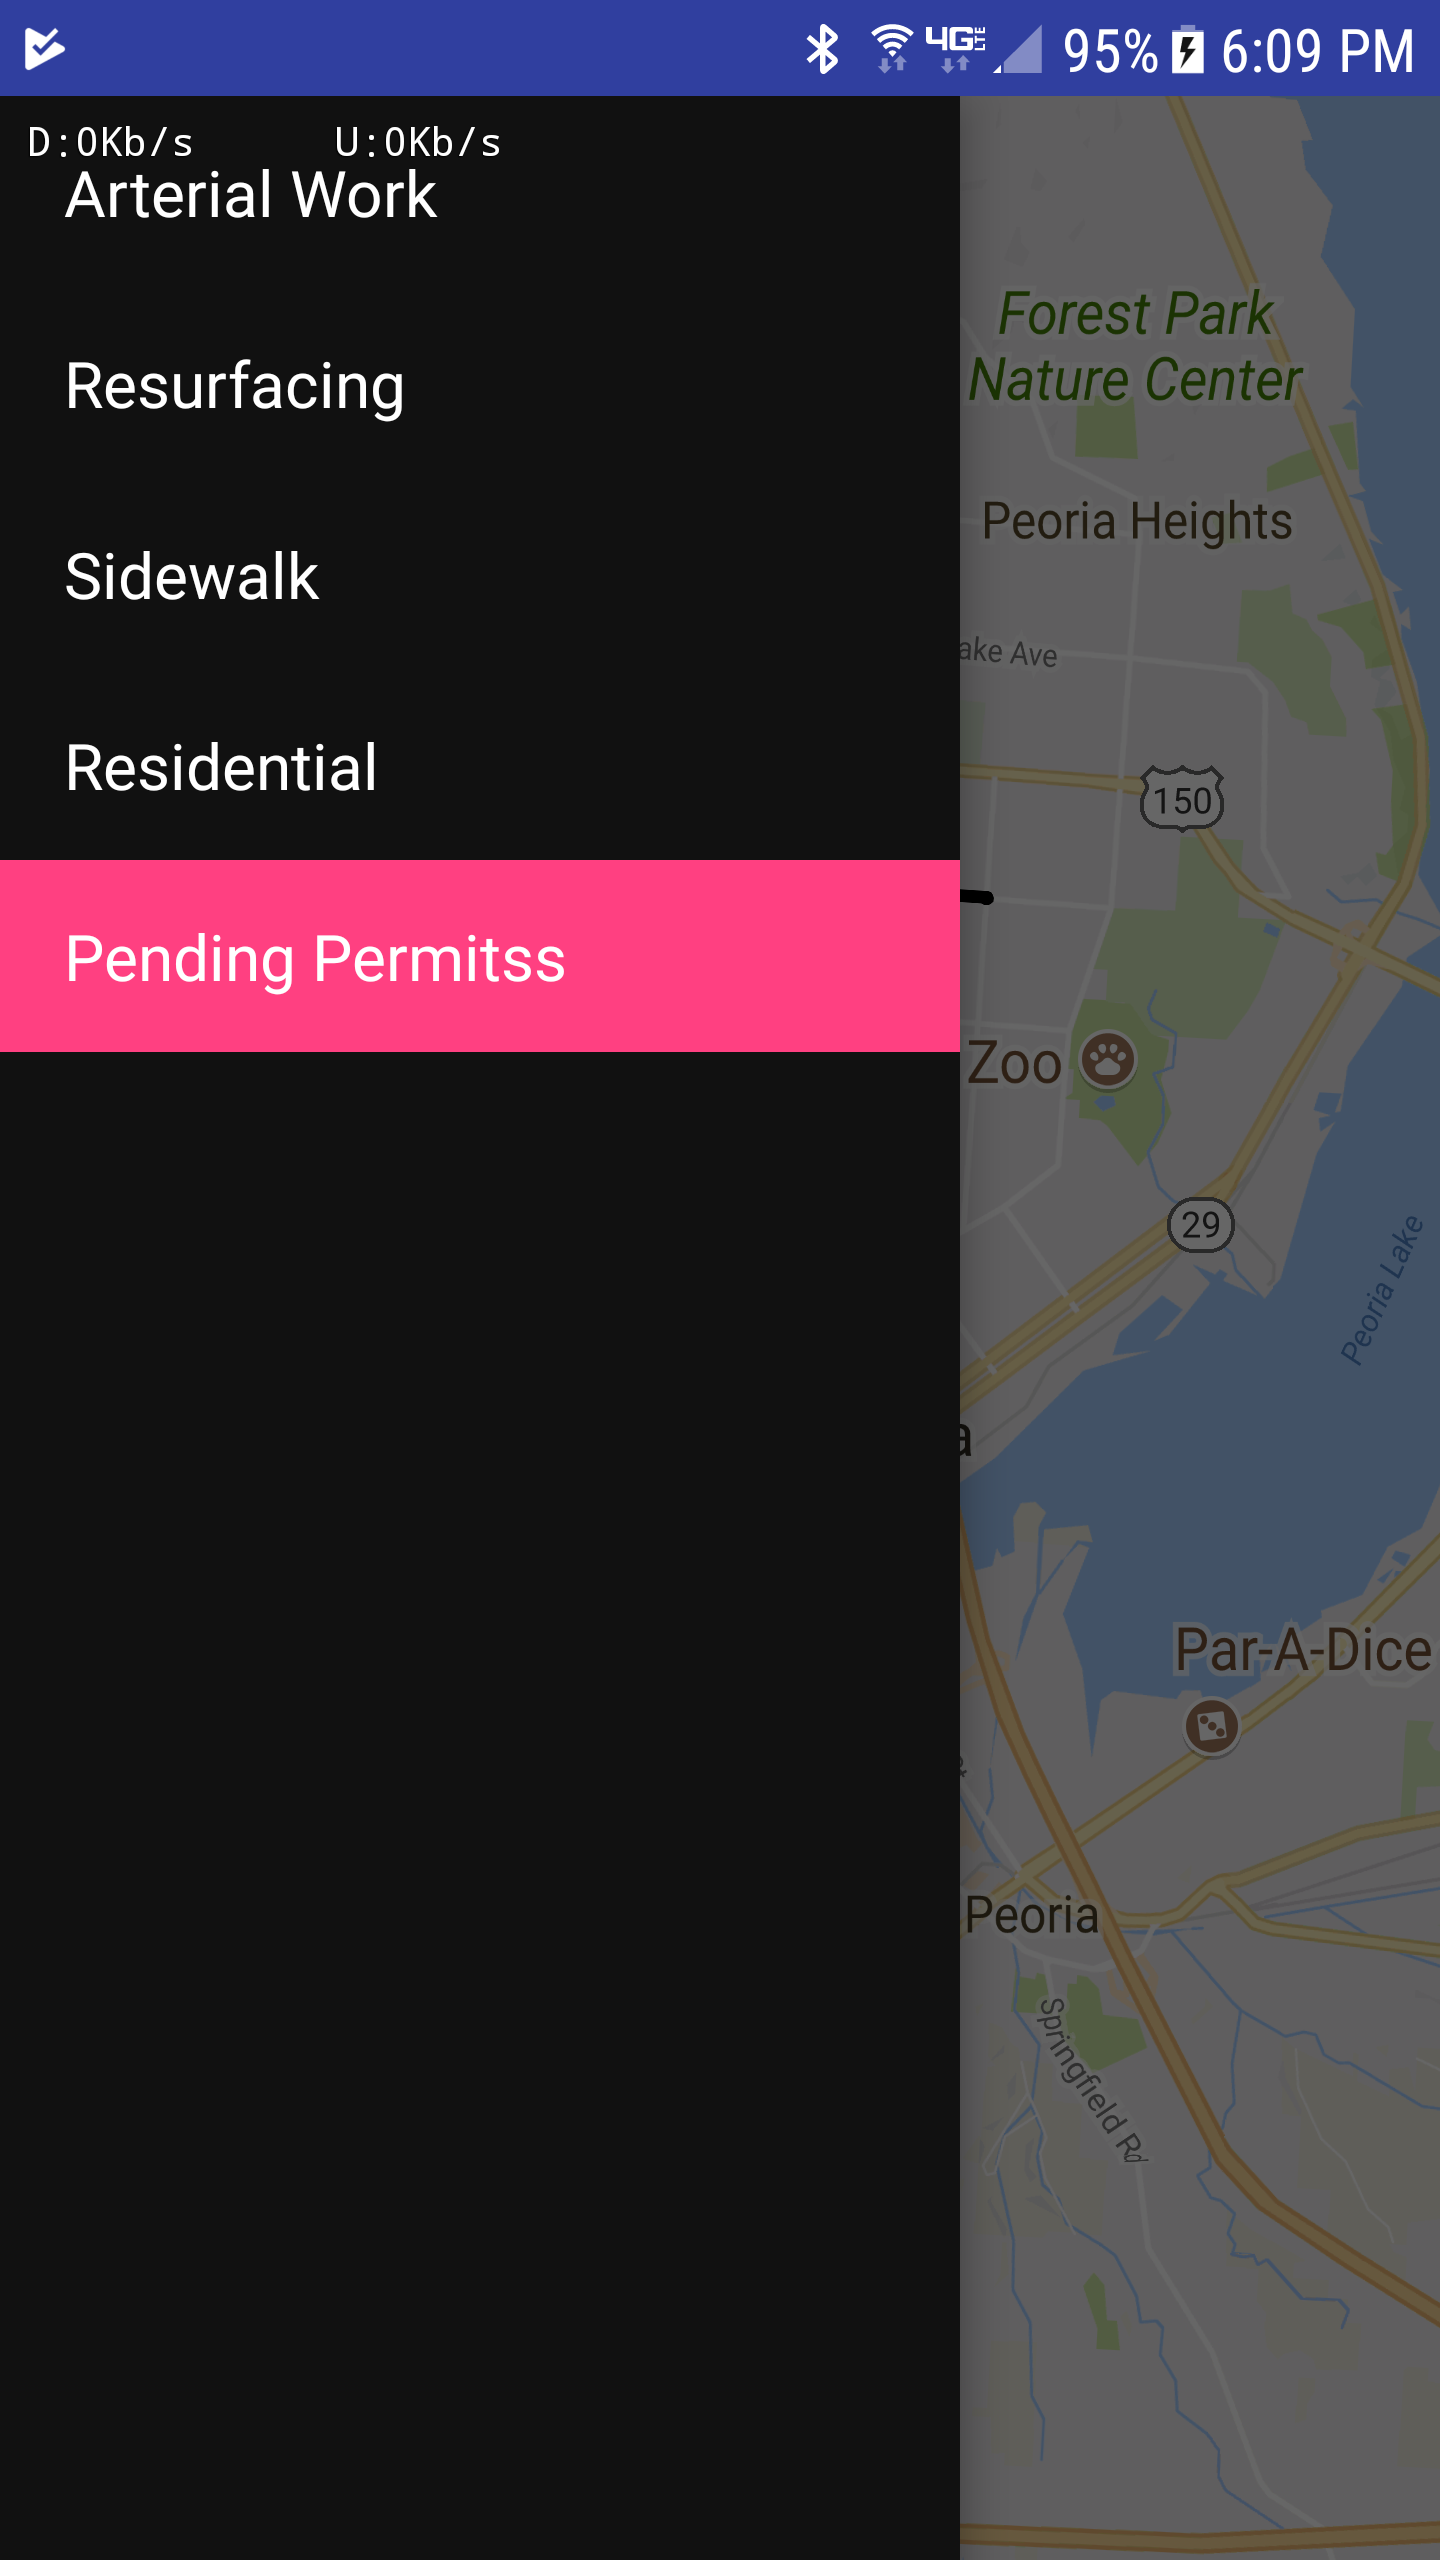 4G LTE 95% 6:09 PM
D:0Kb/s U:0Kb/s
Arterial Work
Resurfacing
Sidewalk
Residential
Pending Permitss
Forest Park
Nature Center
Peoria Heights
ake Ave
150
Zoo
29
Peoria Lake
a
Par-A-Dice
Peoria
Springfield Rd